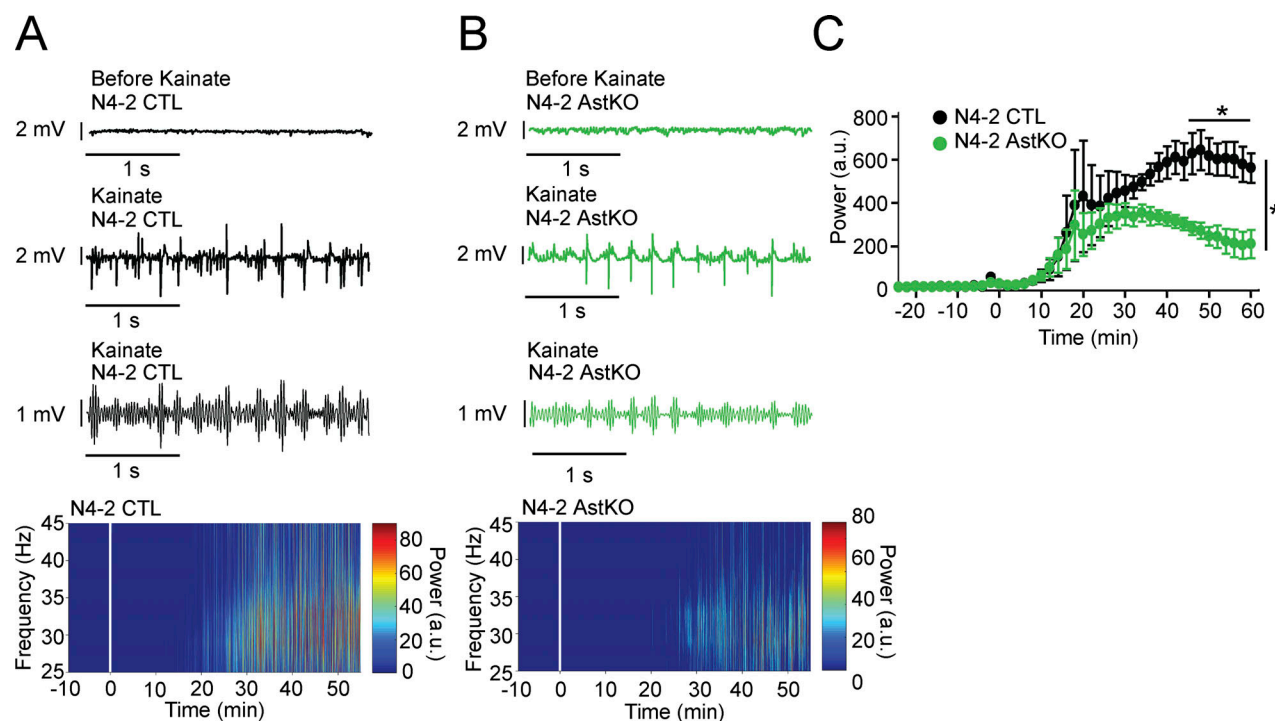 A
Before Kainate
N4-2 CTL
2 mV
1 s
Kainate
N4-2 CTL
2 mV
1 s
Kainate
N4-2 CTL
1 mV
1 s
N4-2 CTL
45
40
35
30
25
Frequency (Hz)
-10 0 10 20 30 40 50
Time (min)
80
60
40
20
0
Power (a.u.)
B
Before Kainate
N4-2 AstKO
2 mV
1 s
Kainate
N4-2 AstKO
2 mV
1 s
Kainate
N4-2 AstKO
1 mV
1 s
N4-2 AstKO
45
40
35
30
25
Frequency (Hz)
-10 0 10 20 30 40 50
Time (min)
80
60
40
20
0
Power (a.u.)
C
N4-2 CTL
N4-2 AstKO
*
*
800
600
400
200
0
Power (a.u.)
-20 -10 0 10 20 30 40 50 60
Time (min)